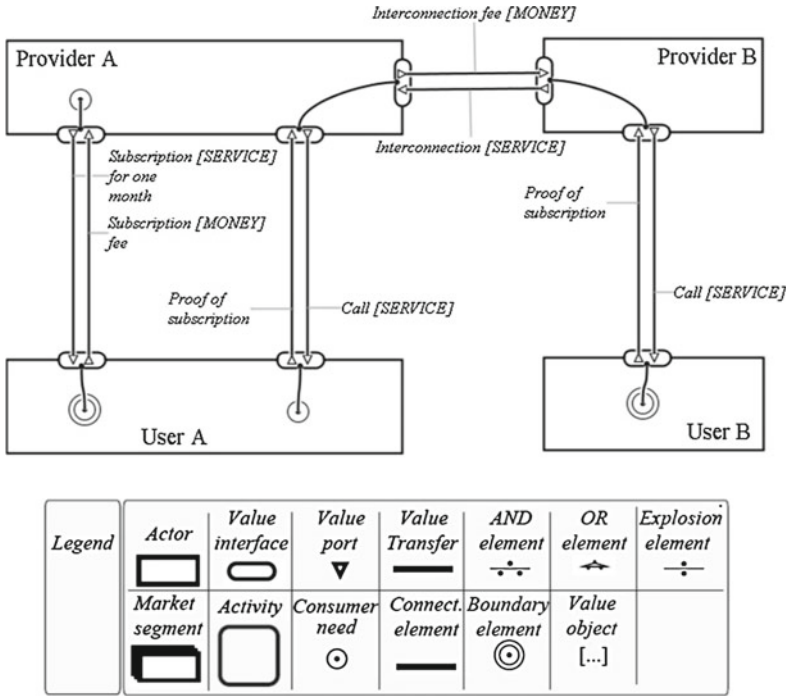 Interconnection fee [MONEY]
Provider A
Provider B
Interconnection [SERVICE]
Subscription [SERVICE]
for one
month
Subscription [MONEY]
fee
Proof of
subscription
Call [SERVICE]
Proof of
subscription
Call [SERVICE]
User A
User B
Legend
Actor
Value
interface
Value
port
Value
Transfer
AND
element
OR
element
Explosion
element
Market
segment
Activity
Consumer
need
Connect.
element
Boundary
element
Value
object
[...]